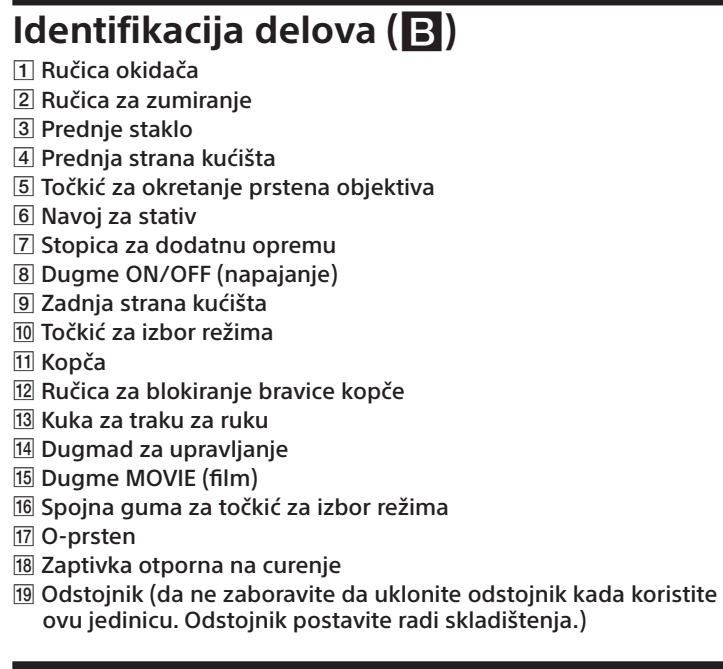 Identifikacija delova (B)
1 Ručica okidača
2 Ručica za zumiranje
3 Prednje staklo
4 Prednja strana kućišta
5 Točkić za okretanje prstena objektiva
6 Navoj za stativ
7 Stopica za dodatnu opremu
8 Dugme ON/OFF (napajanje)
9 Zadnja strana kućišta
10 Točkić za izbor režima
11 Kopča
12 Ručica za blokiranje bravice kopče
13 Kuka za traku za ruku
14 Dugmad za upravljanje
15 Dugme MOVIE (film)
16 Spojna guma za točkić za izbor režima
17 O-prsten
18 Zaptivka otporna na curenje
19 Odstojnik (da ne zaboravite da uklonite odstojnik kada koristite
ovu jedinicu. Odstojnik postavite radi skladištenja.)